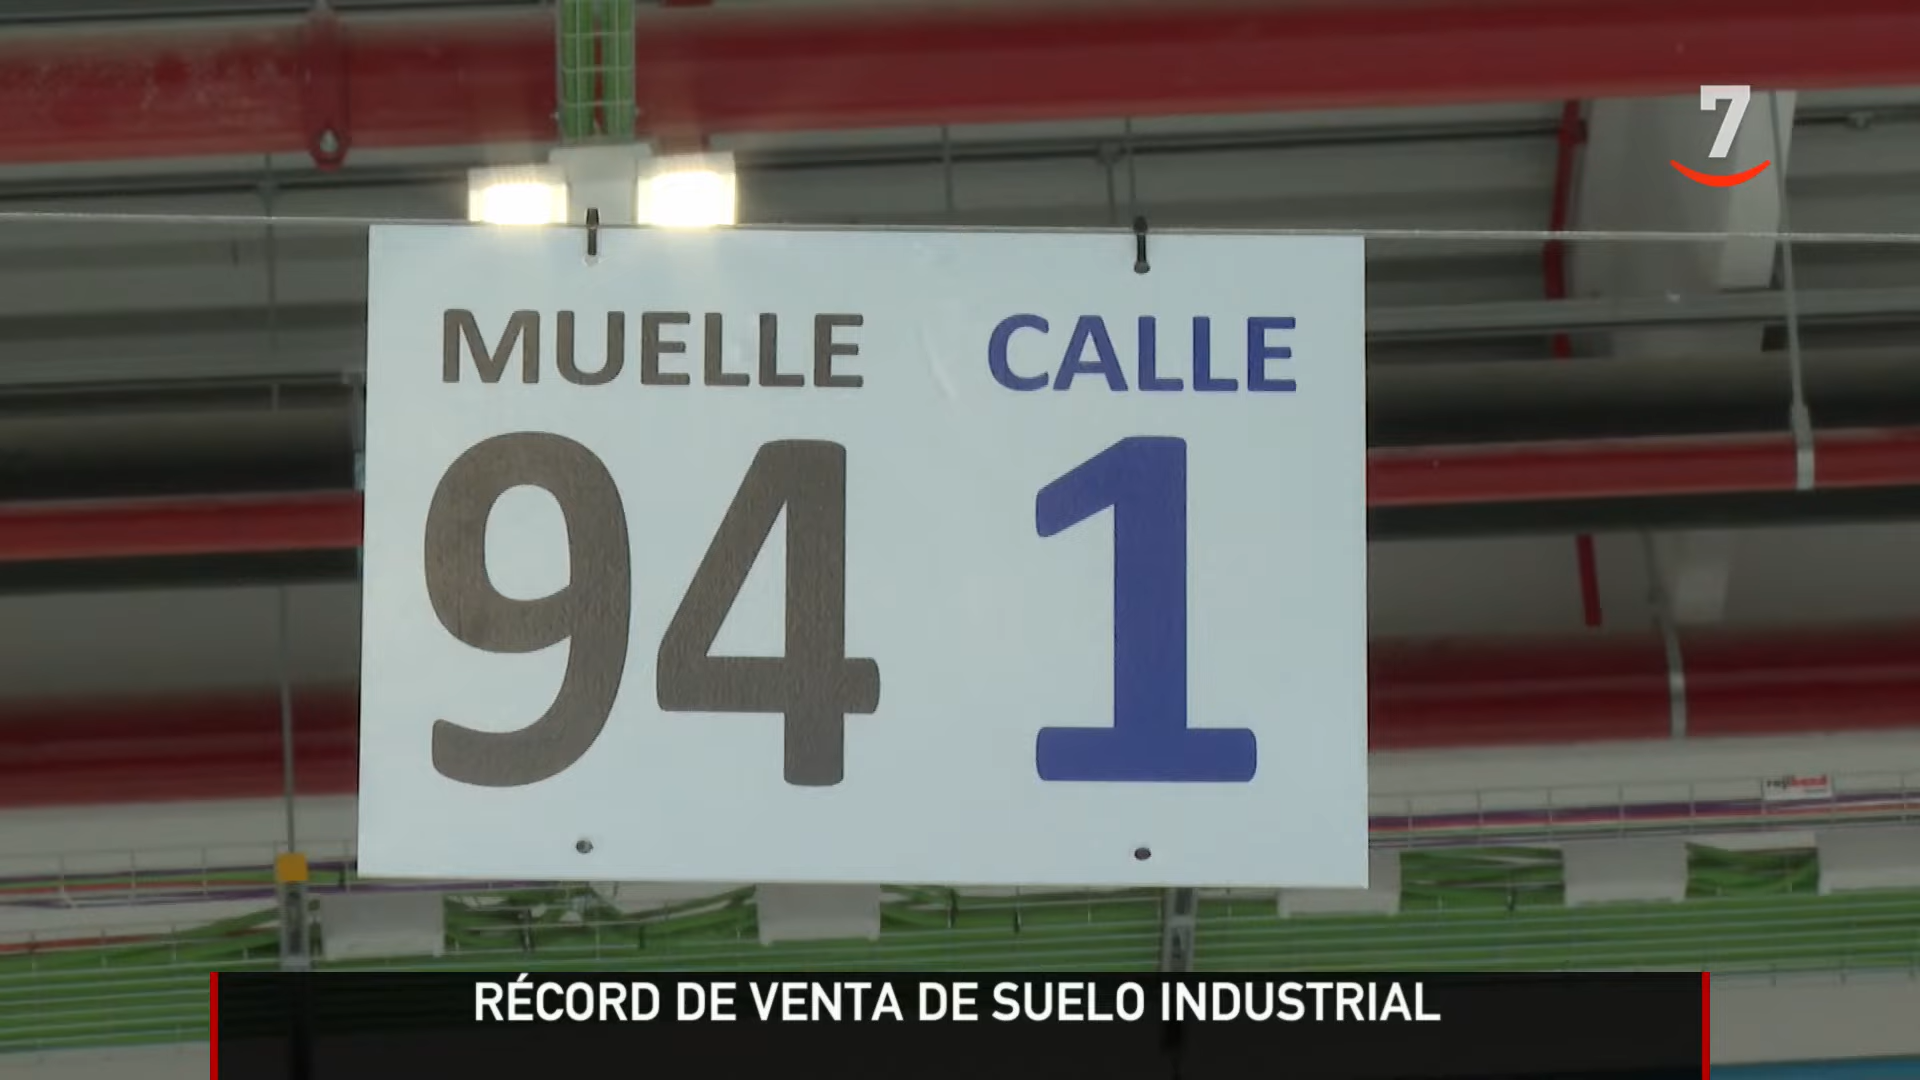 7
MUELLE CALLE
94 1
RÉCORD DE VENTA DE SUELO INDUSTRIAL